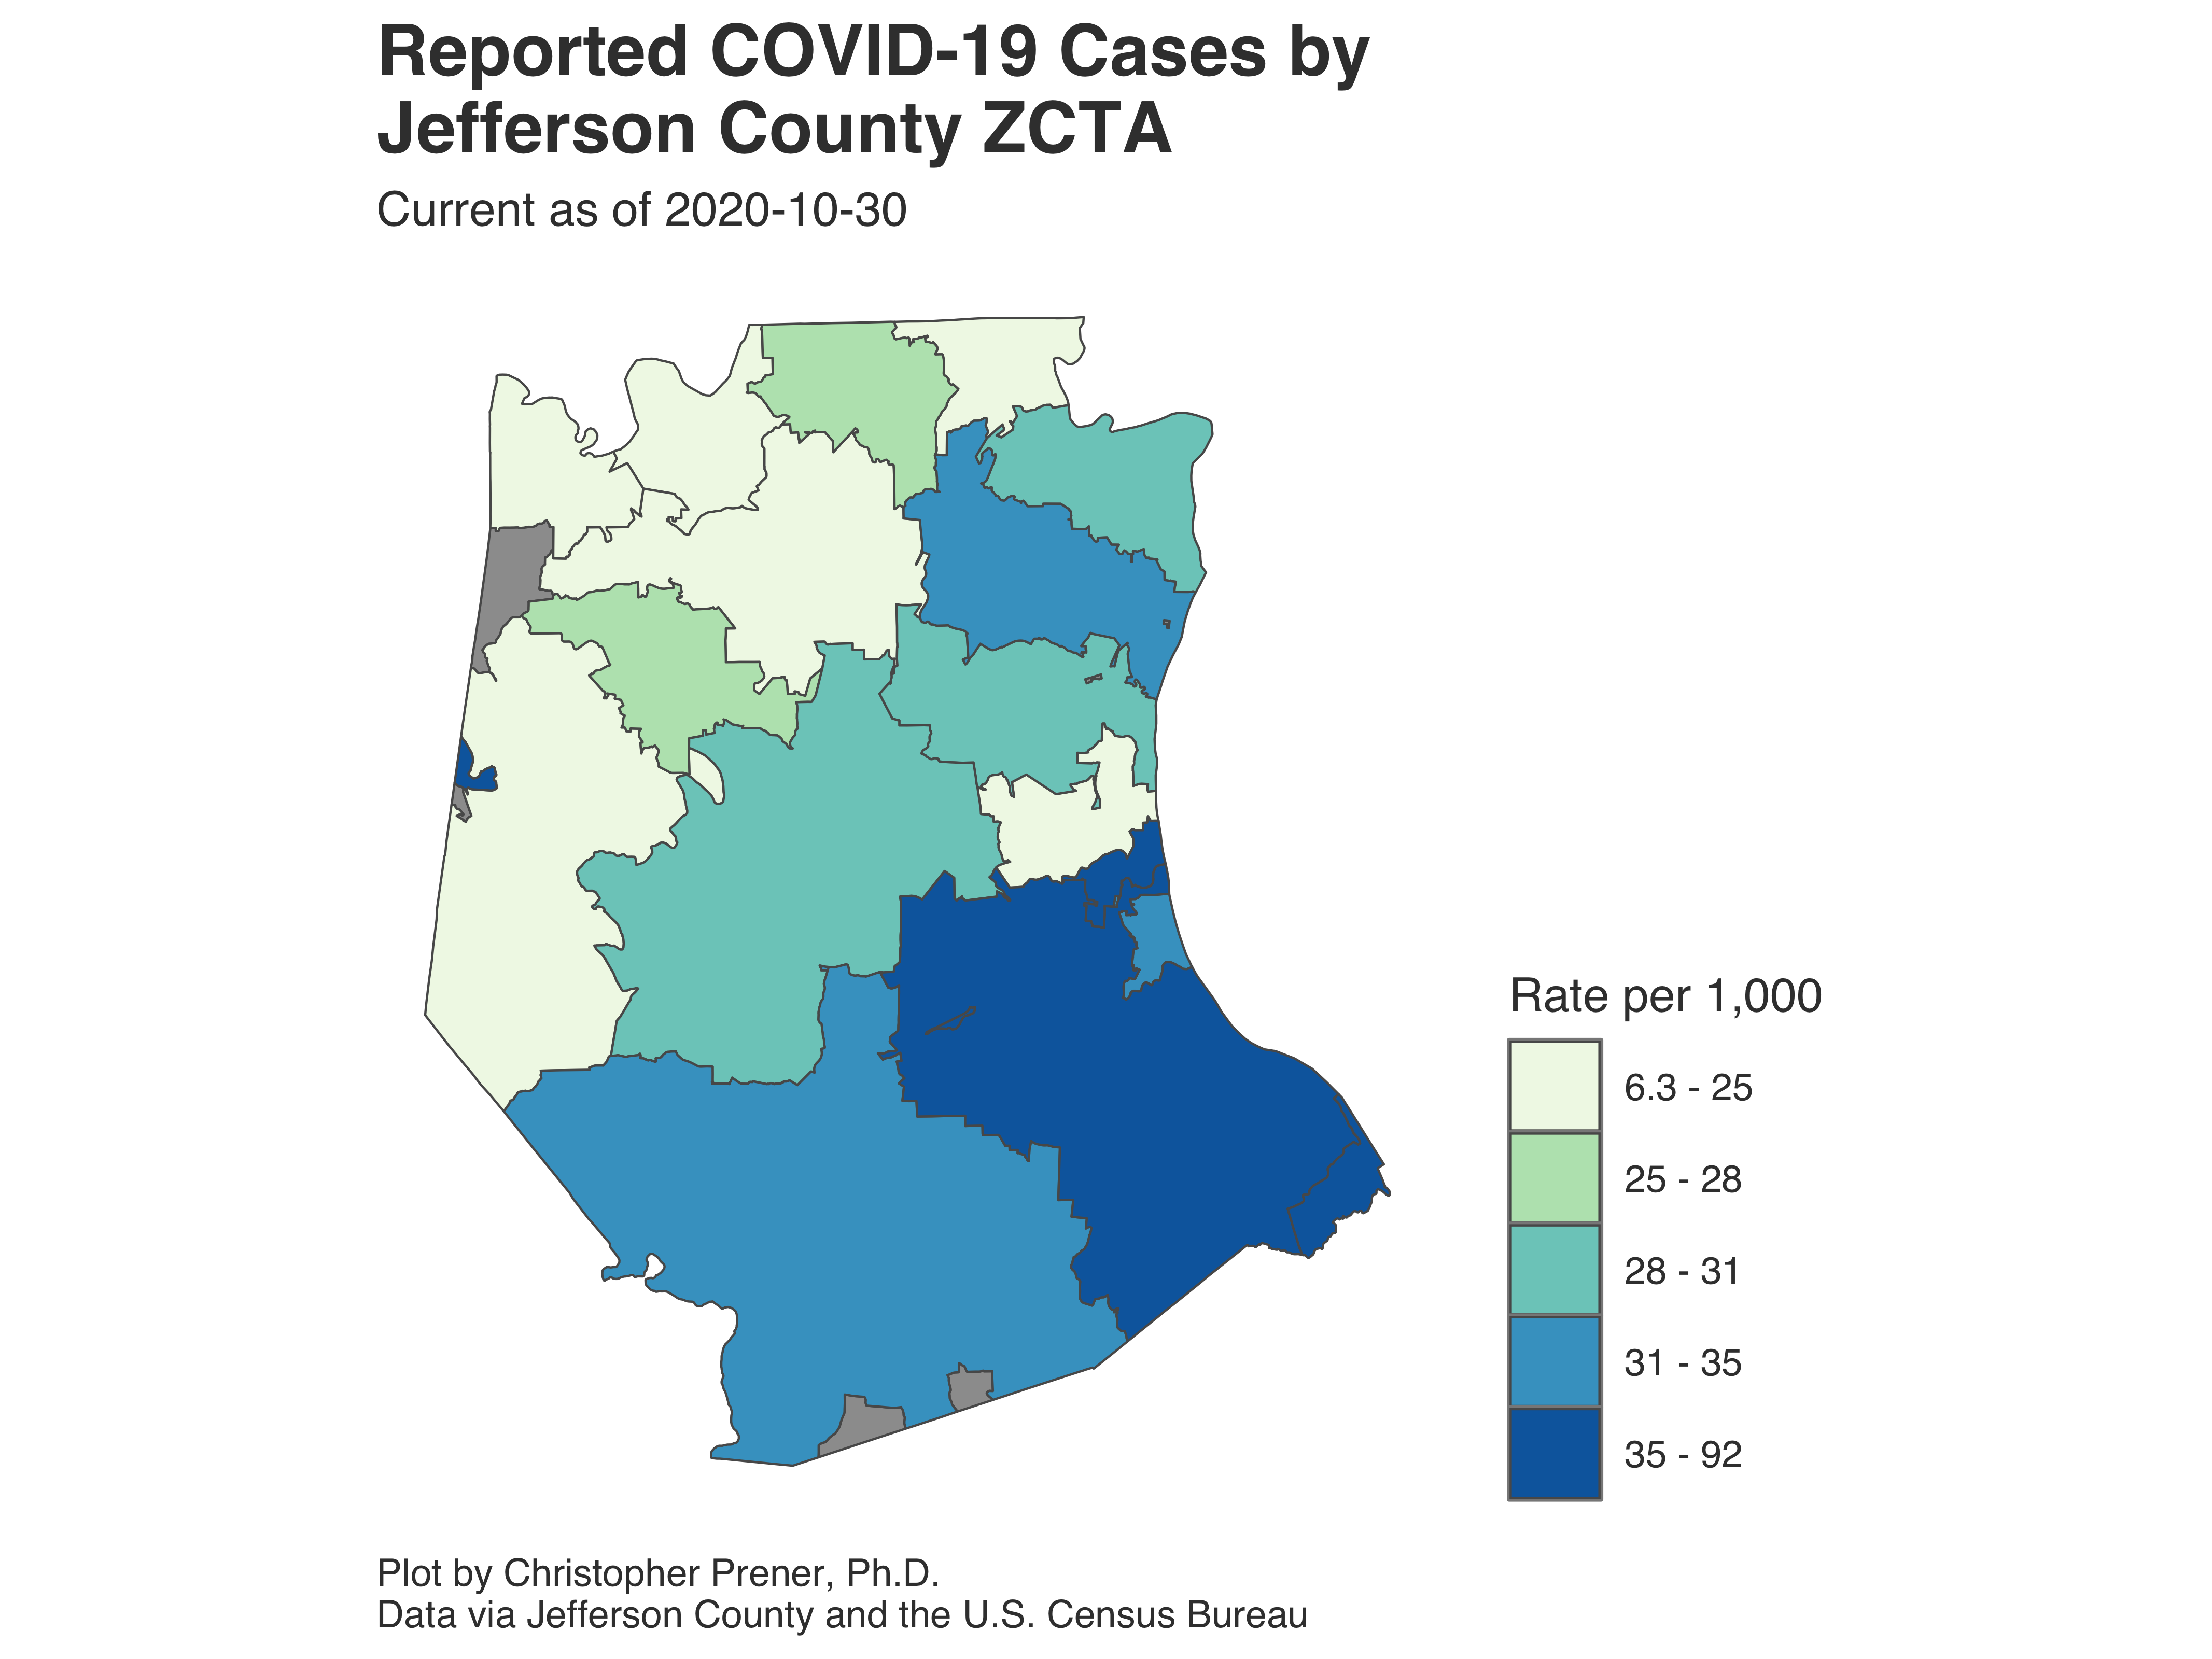 Reported COVID-19 Cases by
Jefferson County ZCTA
Current as of 2020-10-30
Rate per 1,000
6.3 - 25
25 - 28
28 - 31
31 - 35
35 - 92
Plot by Christopher Prener, Ph.D.
Data via Jefferson County and the U.S. Census Bureau